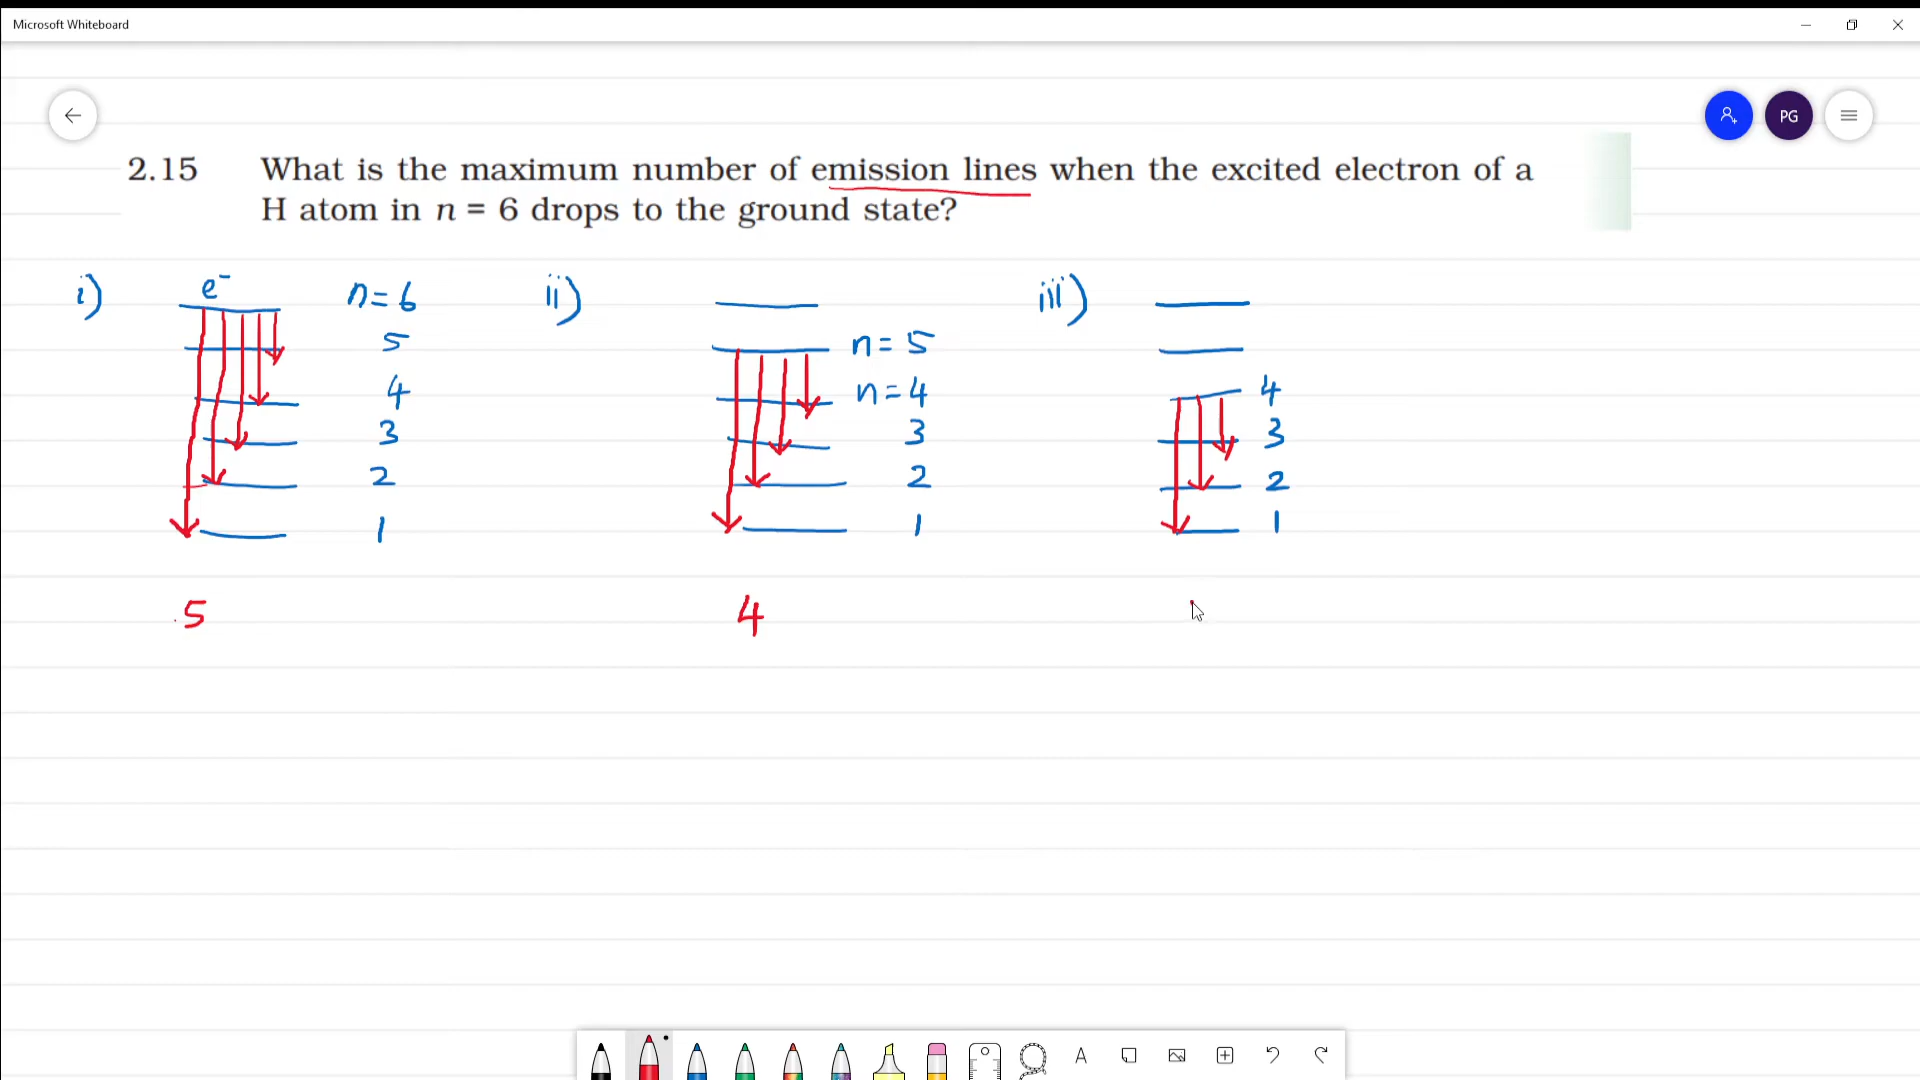 Microsoft Whiteboard
PG
2.15 What is the maximum number of emission lines when the excited electron of a
H atom in n = 6 drops to the ground state?
i) e⁻ n = 6
5
4
3
2
1
5
ii)
n = 5
n = 4
3
2
1
4
iii)
4
3
2
1
A